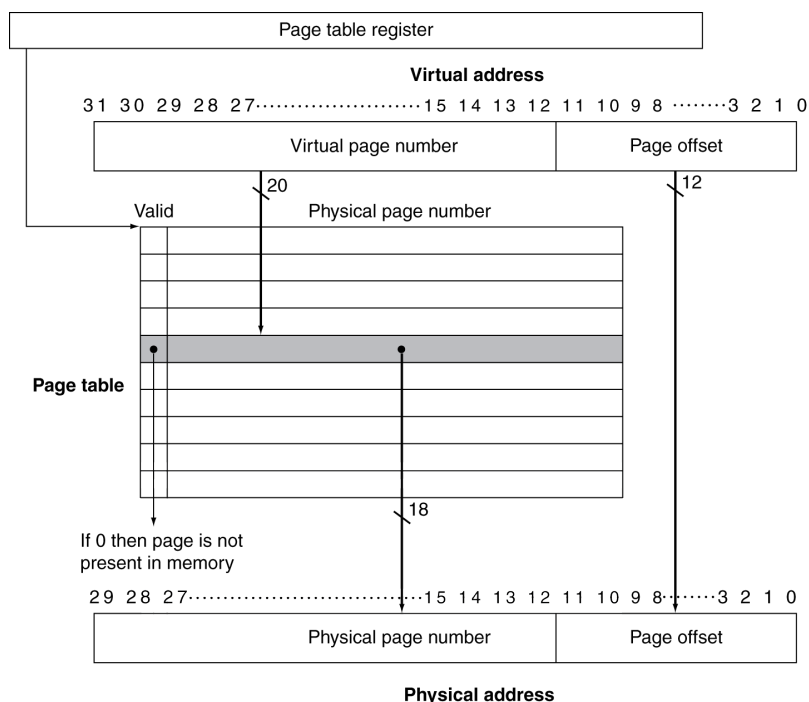 Page table register
Virtual address
31 30 29 28 27·······················15 14 13 12 11 10 9 8 ········3 2 1 0
Virtual page number
Page offset
20
12
Valid
Physical page number
Page table
18
If 0 then page is not
present in memory
29 28 27································15 14 13 12 11 10 9 8········3 2 1 0
Physical page number
Page offset
Physical address